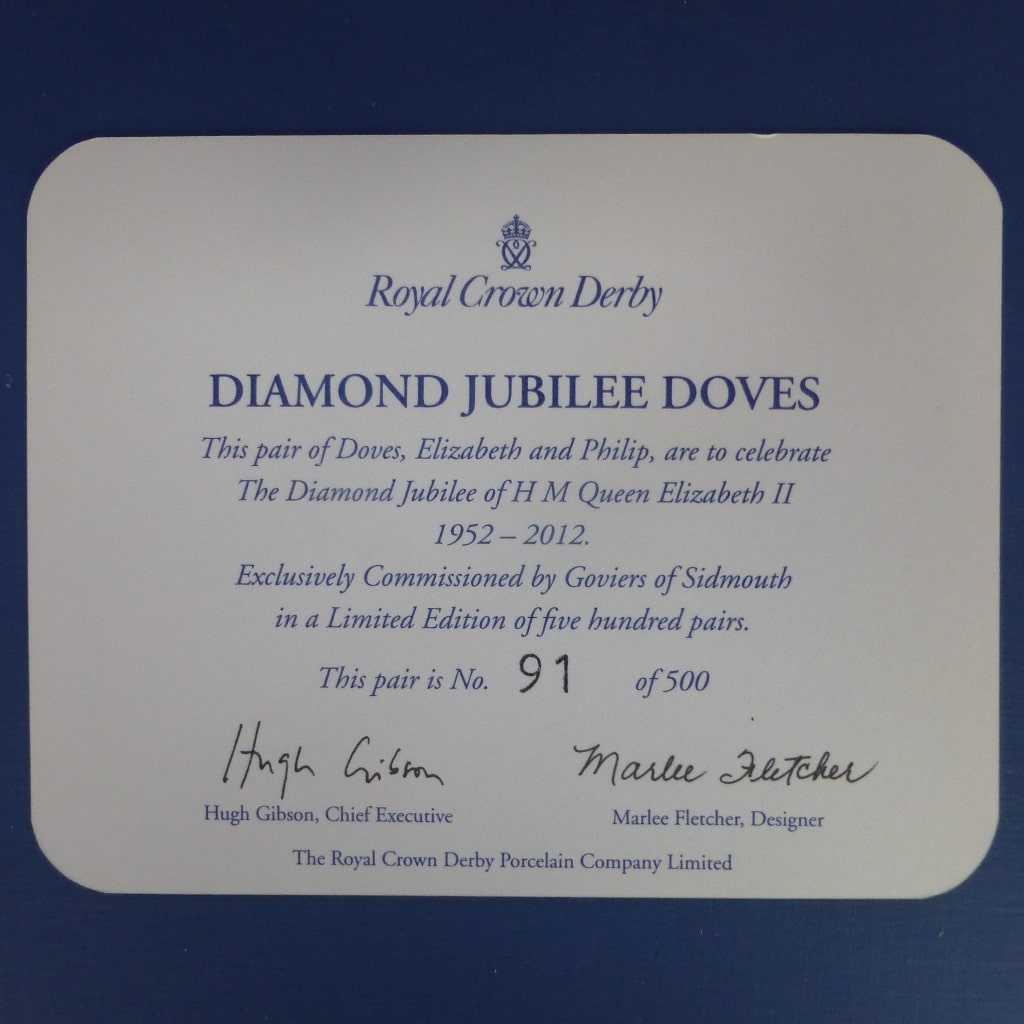 Royal Crown Derby
DIAMOND JUBILEE DOVES
This pair of Doves, Elizabeth and Philip, are to celebrate
The Diamond Jubilee of H M Queen Elizabeth II
1952 – 2012.
Exclusively Commissioned by Goviers of Sidmouth
in a Limited Edition of five hundred pairs.
This pair is No. 91 of 500
Hugh Gibson Marlee Fletcher
Hugh Gibson, Chief Executive Marlee Fletcher, Designer
The Royal Crown Derby Porcelain Company Limited